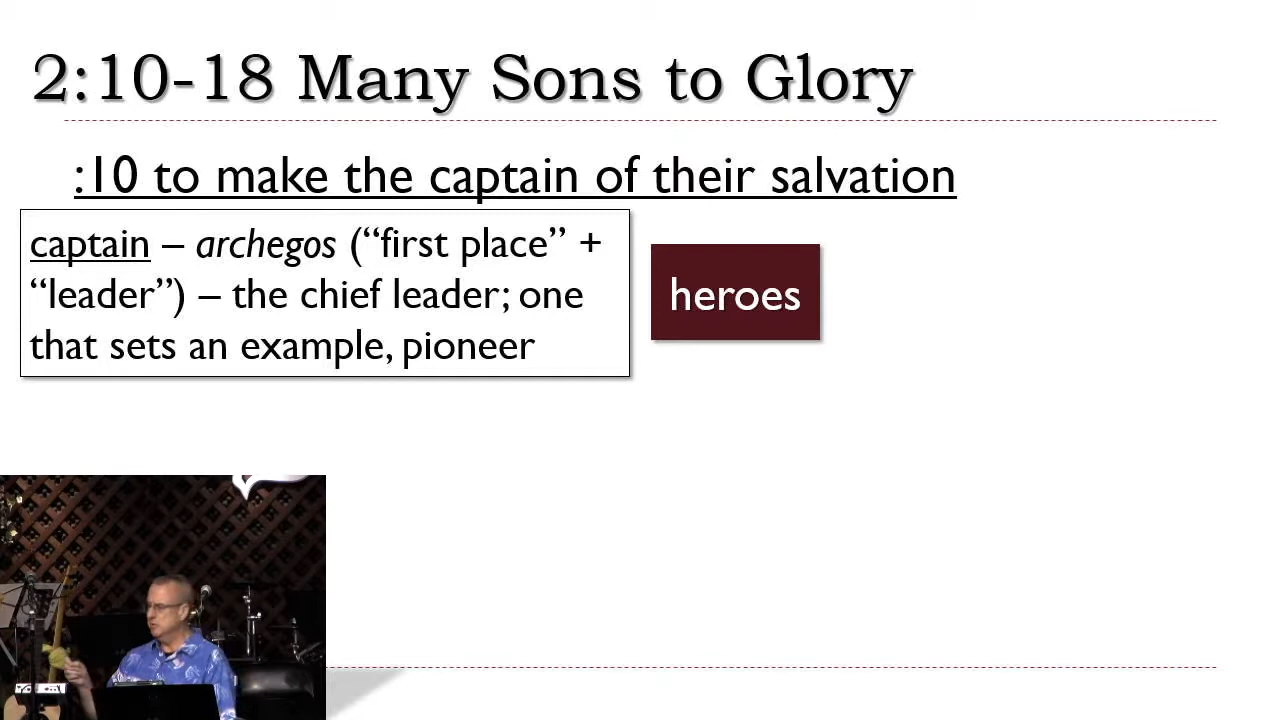 2:10-18 Many Sons to Glory
:10 to make the captain of their salvation
captain – archegos (“first place” +
“leader”) – the chief leader; one
that sets an example, pioneer
heroes